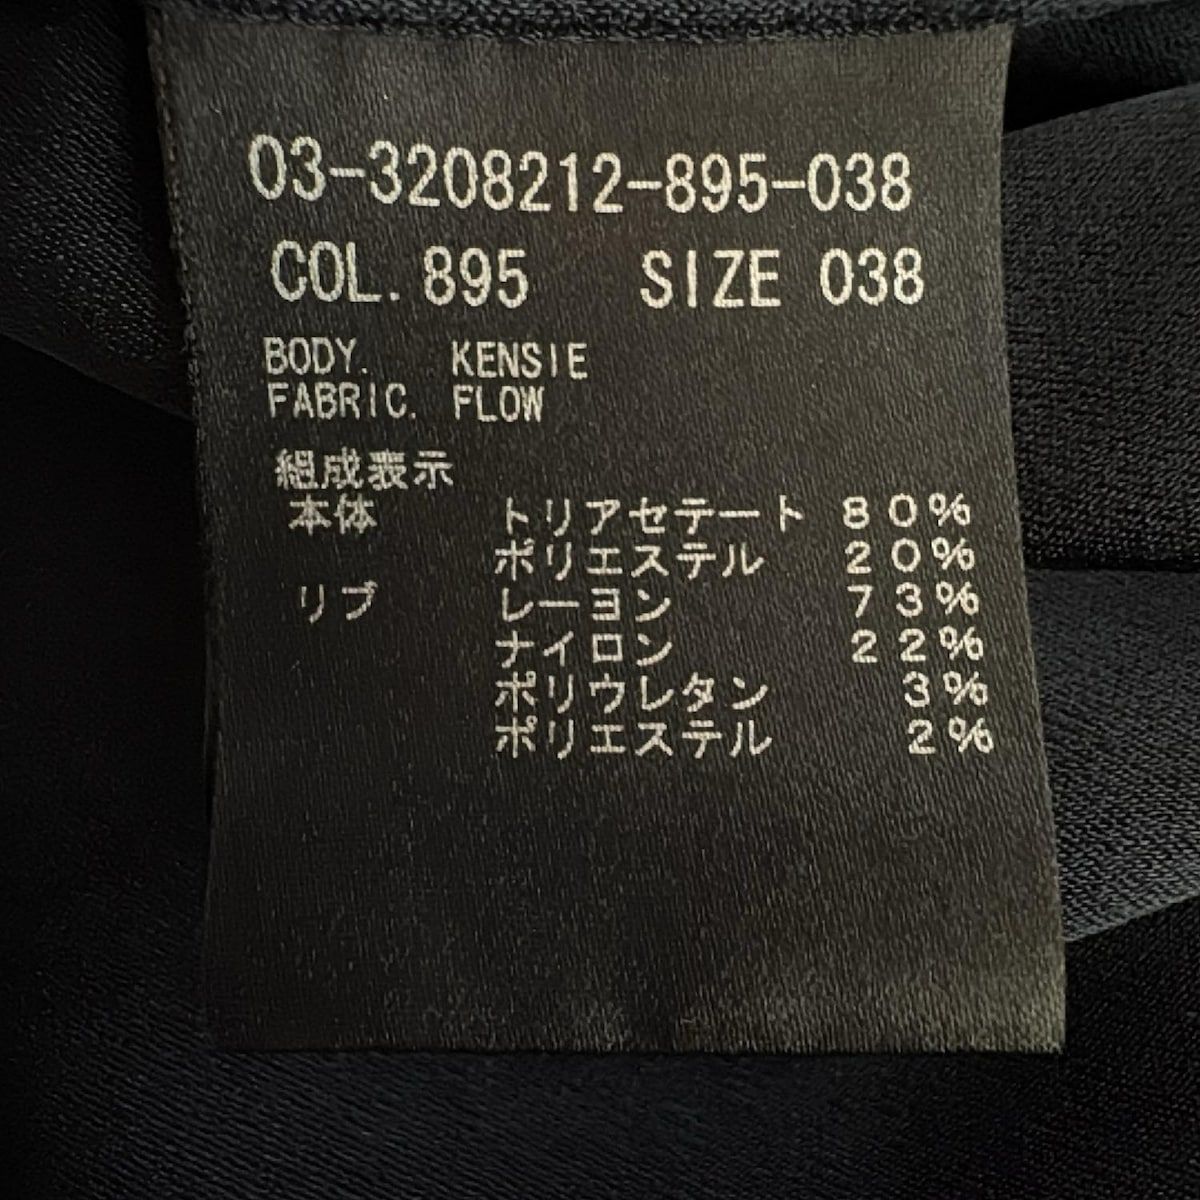 03-3208212-895-038
COL. 895 SIZE 038
BODY. KENSIE
FABRIC. FLOW
組成表示
本体 トリアセテート 80%
ポリエステル 20%
リブ レーヨン 73%
ナイロン 22%
ポリウレタン 3%
ポリエステル 2%